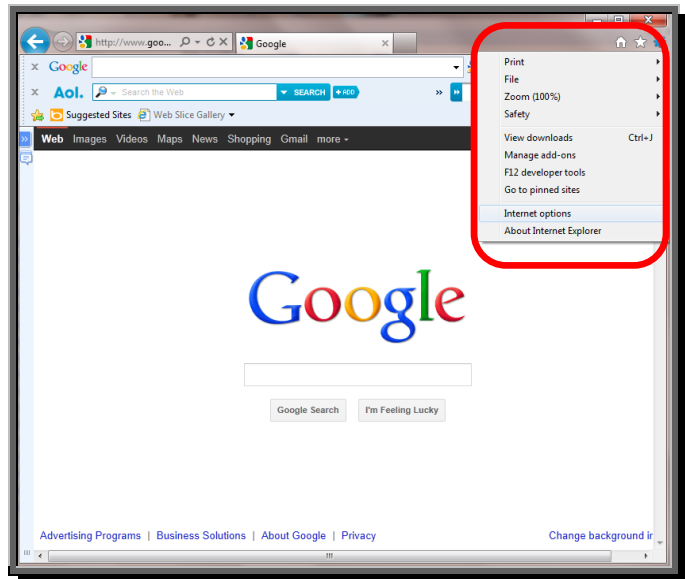 http://www.goo...
Google
Google
Aol.
Search the Web
SEARCH
+ADD
Suggested Sites
Web Slice Gallery
Web Images Videos Maps News Shopping Gmail more
Print
File
Zoom (100%)
Safety
View downloads Ctrl+J
Manage add-ons
F12 developer tools
Go to pinned sites
Internet options
About Internet Explorer
Google
Google Search
I'm Feeling Lucky
Advertising Programs | Business Solutions | About Google | Privacy
Change background